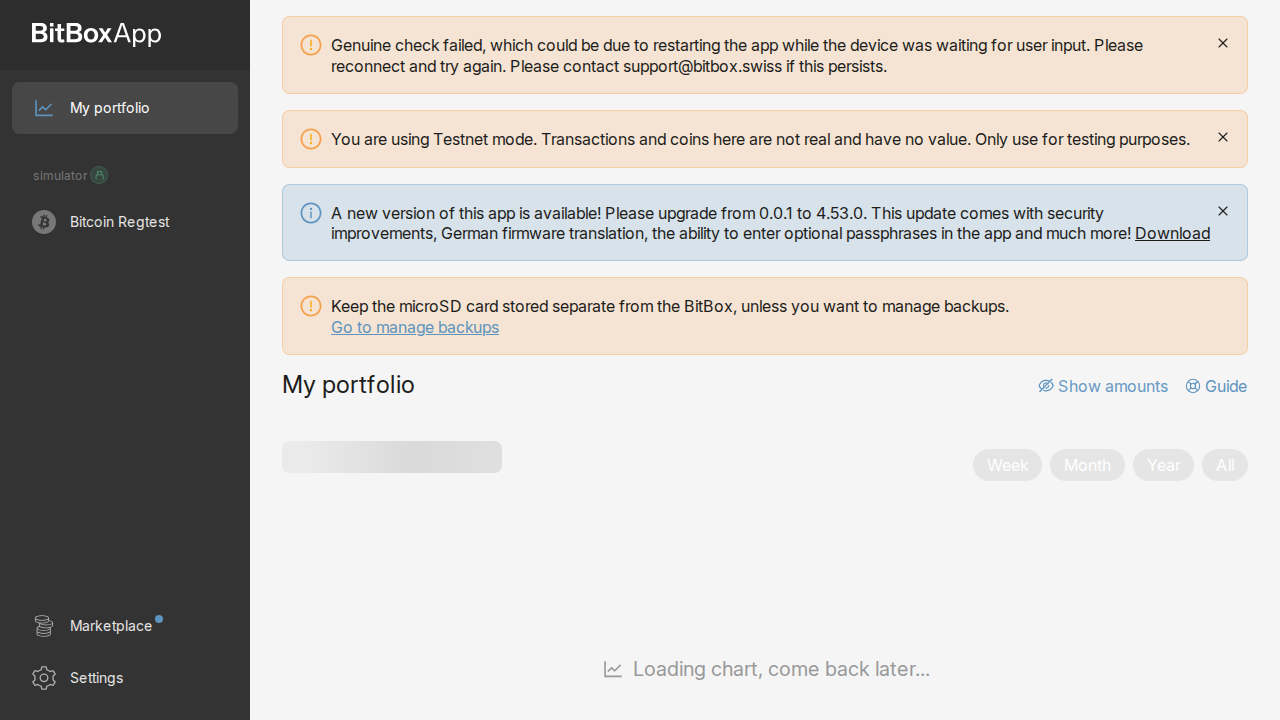 BitBoxApp
My portfolio
simulator
Bitcoin Regtest
Marketplace
Settings
Genuine check failed, which could be due to restarting the app while the device was waiting for user input. Please
reconnect and try again. Please contact support@bitbox.swiss if this persists.
You are using Testnet mode. Transactions and coins here are not real and have no value. Only use for testing purposes.
A new version of this app is available! Please upgrade from 0.0.1 to 4.53.0. This update comes with security
improvements, German firmware translation, the ability to enter optional passphrases in the app and much more! Download
Keep the microSD card stored separate from the BitBox, unless you want to manage backups.
Go to manage backups
My portfolio
Show amounts
Guide
Week
Month
Year
All
Loading chart, come back later...